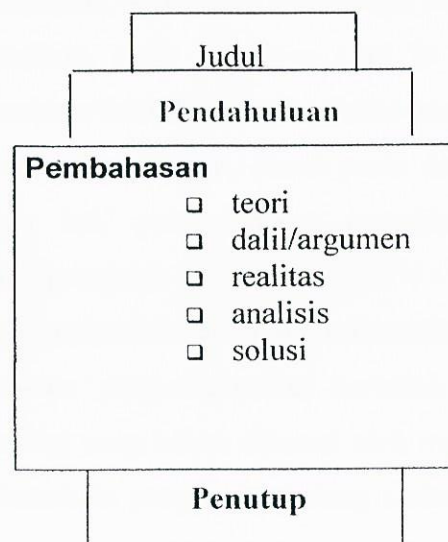 Judul
Pendahuluan
Pembahasan
❑ teori
❑ dalil/argumen
❑ realitas
❑ analisis
❑ solusi
Penutup